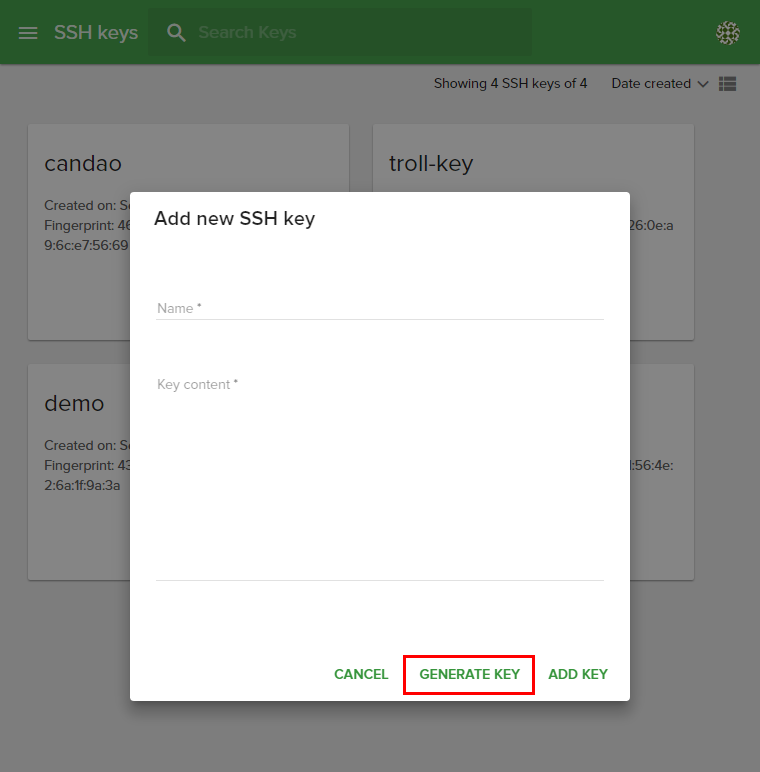 SSH keys
Search Keys
Showing 4 SSH keys of 4
Date created
candao
Created on:
Fingerprint: 46
9:6c:e7:56:69
troll-key
26:0e:a
demo
Created on:
Fingerprint: 43
2:6a:1f:9a:3a
:56:4e:
Add new SSH key
Name *
Key content *
CANCEL
GENERATE KEY
ADD KEY